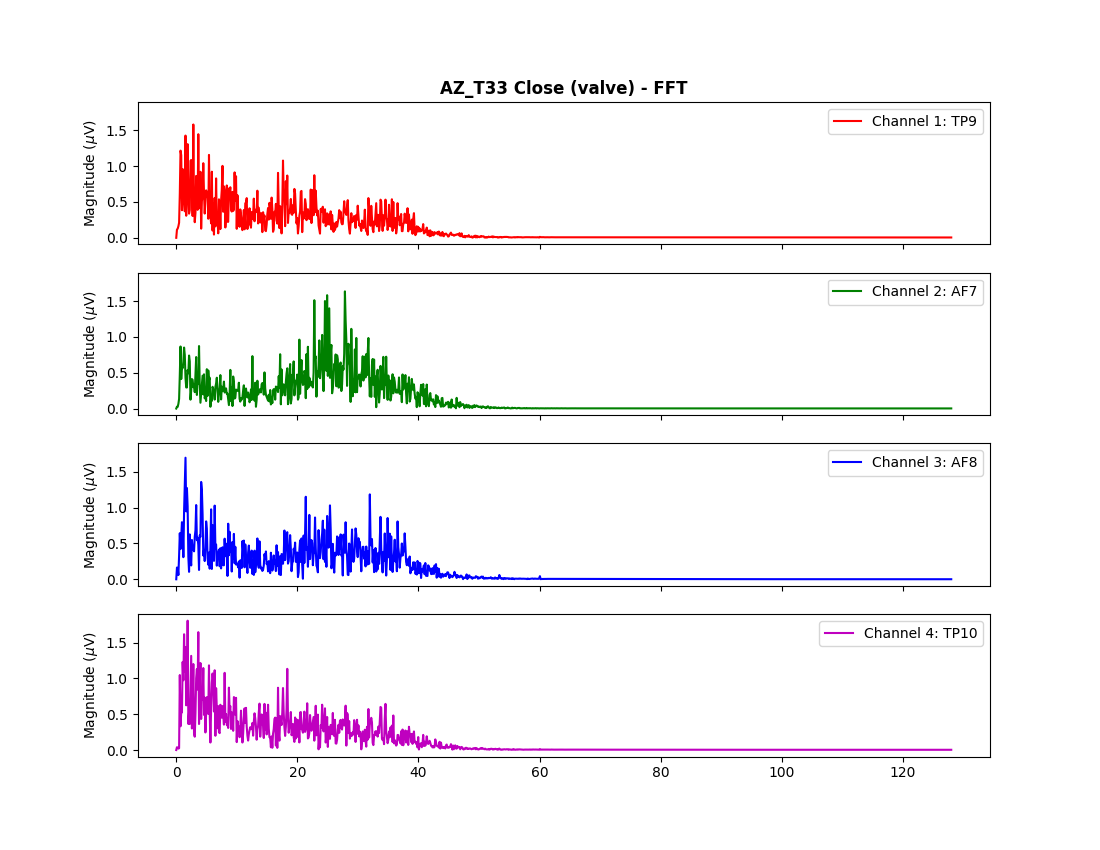 AZ_T33 Close (valve) - FFT
Magnitude (μV)
1.5
1.0
0.5
0.0
Channel 1: TP9
Magnitude (μV)
1.5
1.0
0.5
0.0
Channel 2: AF7
Magnitude (μV)
1.5
1.0
0.5
0.0
Channel 3: AF8
Magnitude (μV)
1.5
1.0
0.5
0.0
Channel 4: TP10
0 20 40 60 80 100 120